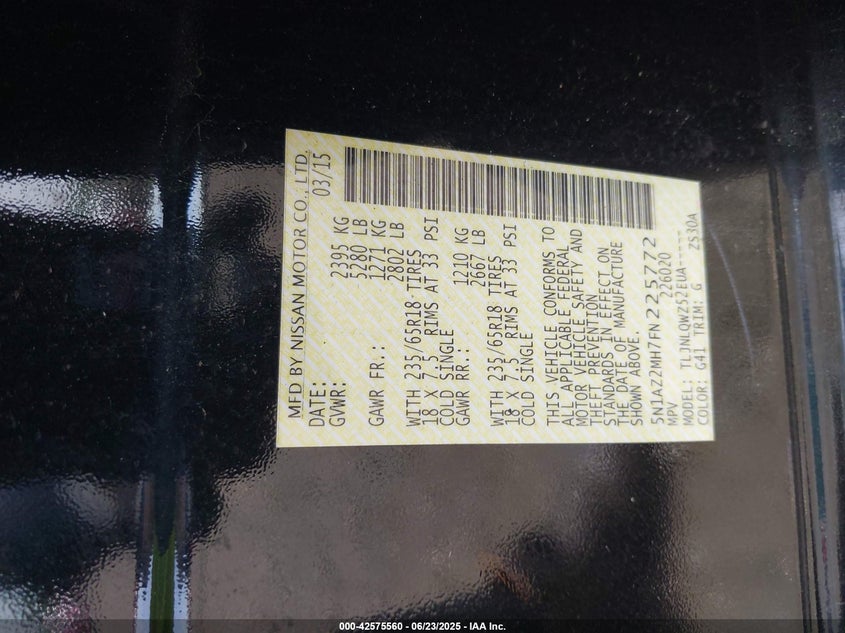 MFD BY NISSAN MOTOR CO., LTD.
DATE: 03/15
GVWR: 2395 KG
5280 LB
GAWR FR.: 1271 KG
2802 LB
WITH 235/65R18 TIRES
18 X 7.5 RIMS AT 33 PSI
COLD SINGLE
GAWR RR.: 1210 KG
2667 LB
WITH 235/65R18 TIRES
18 X 7.5 RIMS AT 33 PSI
COLD SINGLE
THIS VEHICLE CONFORMS TO
ALL APPLICABLE FEDERAL
MOTOR VEHICLE SAFETY AND
THEFT PREVENTION
STANDARDS IN EFFECT ON
THE DATE OF MANUFACTURE
SHOWN ABOVE.
5N1AZ2MH7FN225772
MPV 226020
MODEL: TLJNLQWZ52EUA-----
COLOR: G41 TRIM: G ZS30A
000-42575560 - 06/23/2025 - IAA Inc.